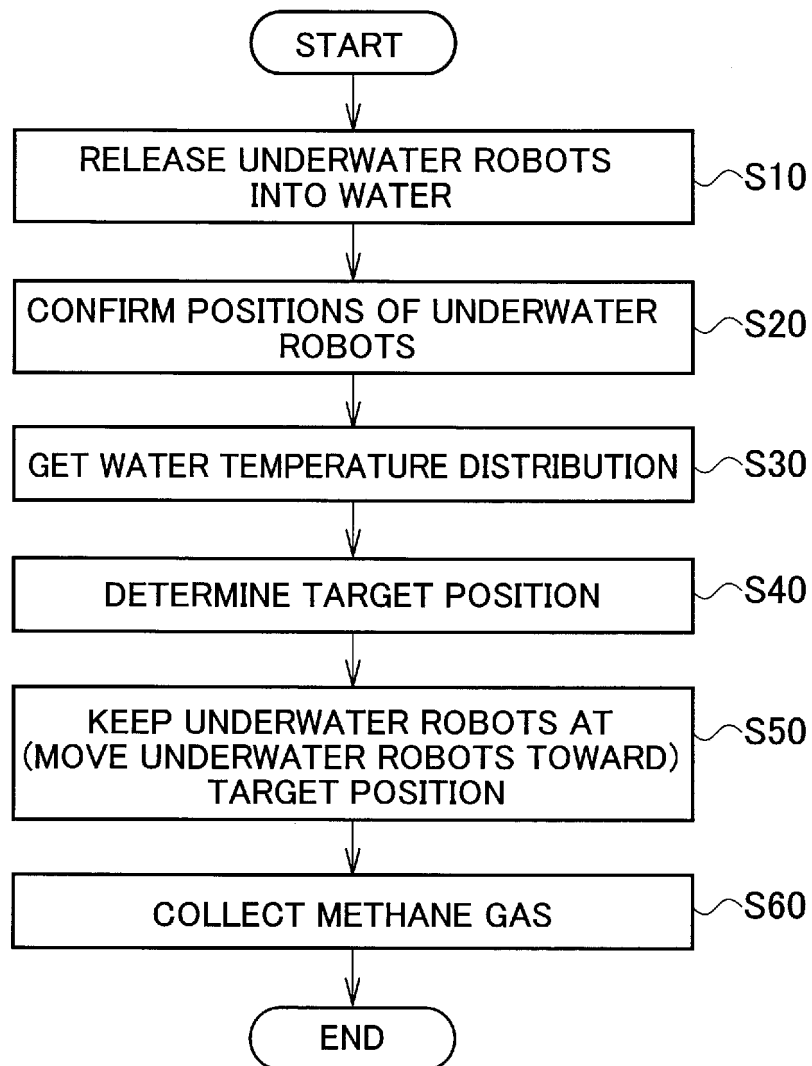 START
RELEASE UNDERWATER ROBOTS
INTO WATER
S10
CONFIRM POSITIONS OF UNDERWATER
ROBOTS
S20
GET WATER TEMPERATURE DISTRIBUTION
S30
DETERMINE TARGET POSITION
S40
KEEP UNDERWATER ROBOTS AT
(MOVE UNDERWATER ROBOTS TOWARD)
TARGET POSITION
S50
COLLECT METHANE GAS
S60
END